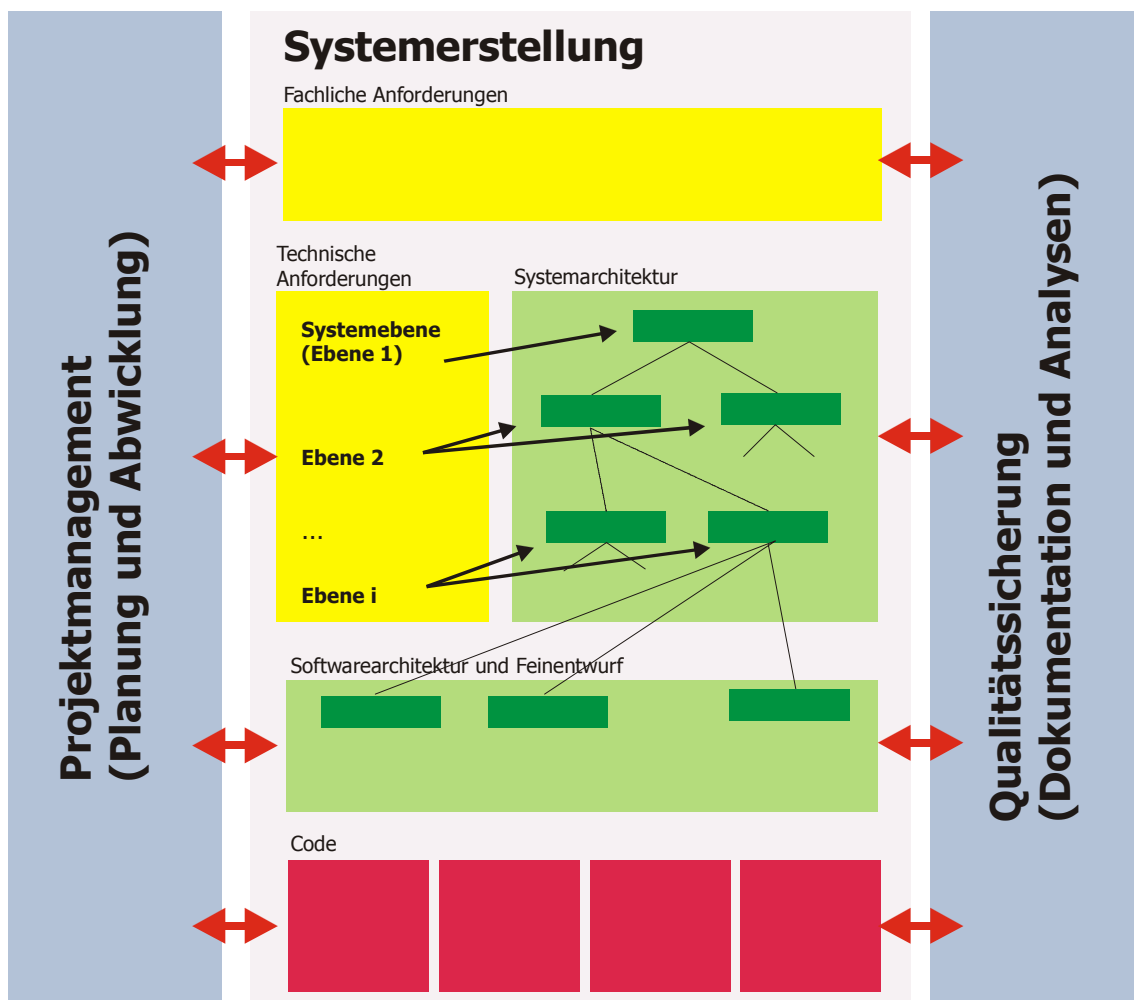 Systemerstellung
Fachliche Anforderungen
Technische
Anforderungen
Systemarchitektur
Systemebene
(Ebene 1)
Ebene 2
...
Ebene i
Softwarearchitektur und Feinentwurf
Code
Projektmanagement
(Planung und Abwicklung)
Qualitätssicherung
(Dokumentation und Analysen)